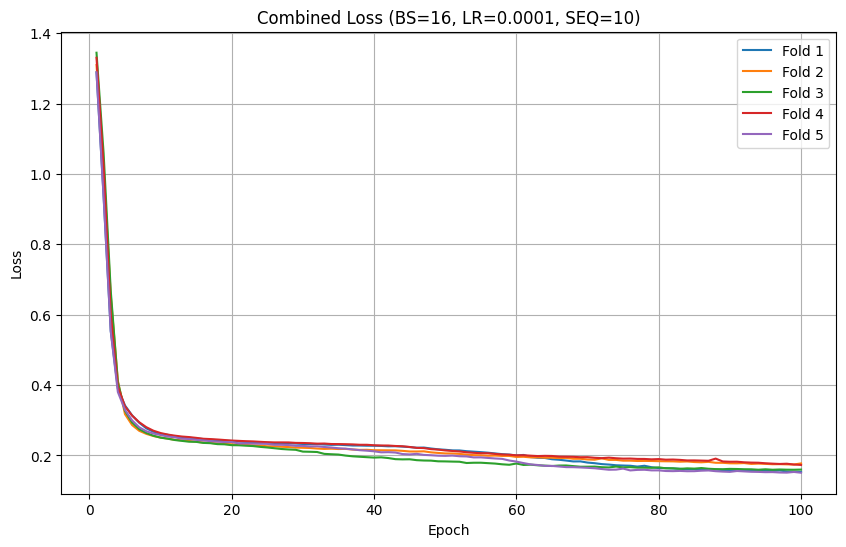 Combined Loss (BS=16, LR=0.0001, SEQ=10)
1.4
1.2
1.0
0.8
0.6
0.4
0.2
Loss
0 20 40 60 80 100
Epoch
Fold 1
Fold 2
Fold 3
Fold 4
Fold 5